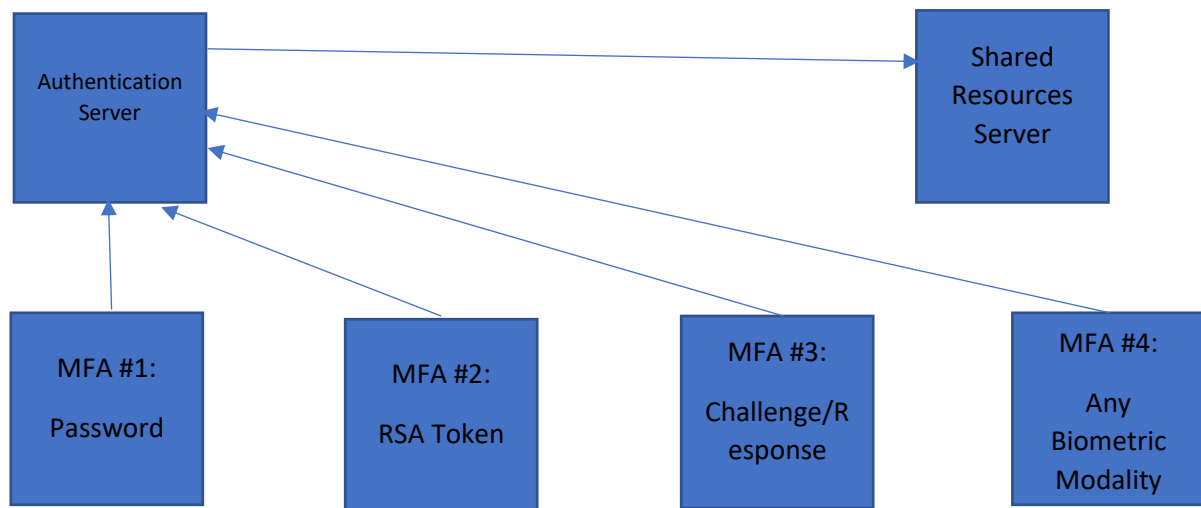 Authentication
Server
Shared
Resources
Server
MFA #1:
Password
MFA #2:
RSA Token
MFA #3:
Challenge/R
esponse
MFA #4:
Any
Biometric
Modality